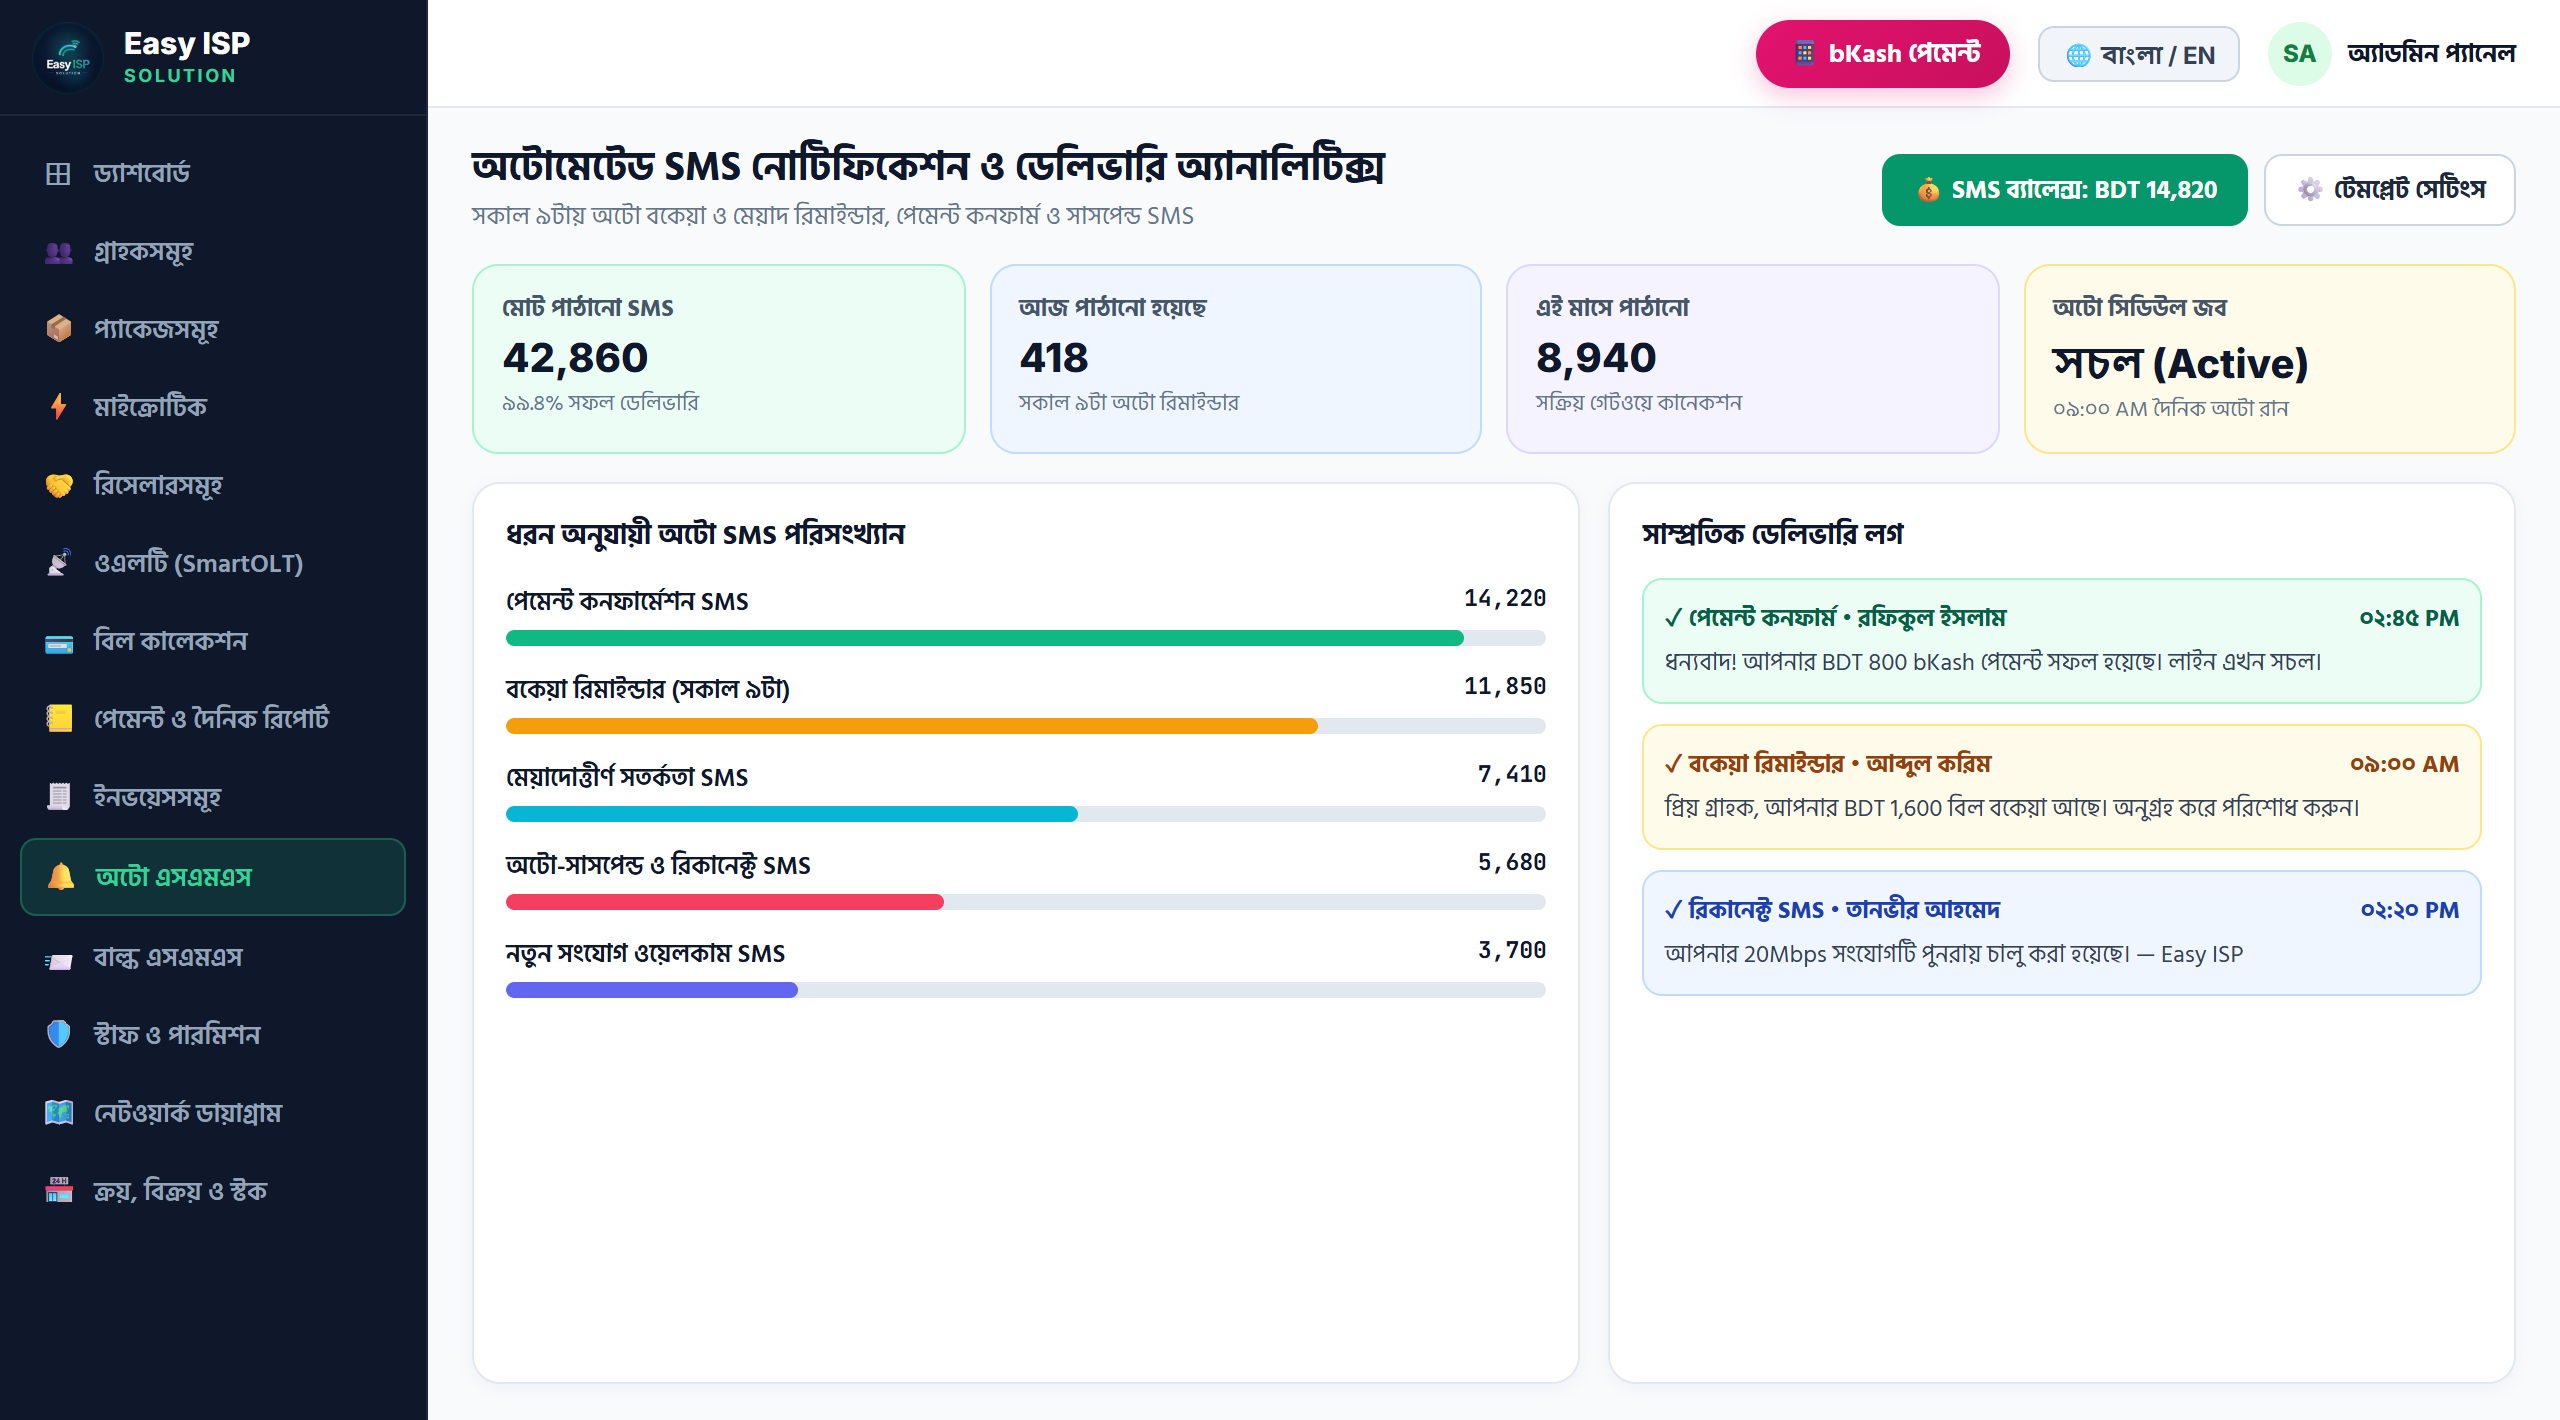 Easy ISP
SOLUTION
Easy ISP
SOLUTION
bKash পেমেন্ট
বাংলা / EN
SA
অ্যাডমিন প্যানেল
ড্যাশবোর্ড
গ্রাহকসমূহ
প্যাকেজসমূহ
মাইক্রোটিক
রিসেলারসমূহ
ওএলটি (SmartOLT)
বিল কালেকশন
পেমেন্ট ও দৈনিক রিপোর্ট
ইনভয়েসসমূহ
অটো এসএমএস
বাল্ক এসএমএস
স্টাফ ও পারমিশন
নেটওয়ার্ক ডায়াগ্রাম
ক্রয়, বিক্রয় ও স্টক
অটোমেটেড SMS নোটিফিকেশন ও ডেলিভারি অ্যানালিটিক্স
সকাল ৯টায় অটো বকেয়া ও মেয়াদ রিমাইন্ডার, পেমেন্ট কনফার্ম ও সাসপেন্ড SMS
SMS ব্যালেন্স: BDT 14,820
টেমপ্লেট সেটিংস
মোট পাঠানো SMS
42,860
৯৯.৪% সফল ডেলিভারি
আজ পাঠানো হয়েছে
418
সকাল ৯টা অটো রিমাইন্ডার
এই মাসে পাঠানো
8,940
সক্রিয় গেটওয়ে কানেকশন
অটো সিডিউল জব
সচল (Active)
০৯:০০ AM দৈনিক অটো রান
ধরন অনুযায়ী অটো SMS পরিসংখ্যান
পেমেন্ট কনফার্মেশন SMS 14,220
বকেয়া রিমাইন্ডার (সকাল ৯টা) 11,850
মেয়াদোত্তীর্ণ সতর্কতা SMS 7,410
অটো-সাসপেন্ড ও রিকানেক্ট SMS 5,680
নতুন সংযোগ ওয়েলকাম SMS 3,700
সাম্প্রতিক ডেলিভারি লগ
✓ পেমেন্ট কনফার্ম • রফিকুল ইসলাম ০২:৪৫ PM
ধন্যবাদ! আপনার BDT 800 bKash পেমেন্ট সফল হয়েছে। লাইন এখন সচল।
✓ বকেয়া রিমাইন্ডার • আব্দুল করিম ০৯:০০ AM
প্রিয় গ্রাহক, আপনার BDT 1,600 বিল বকেয়া আছে। অনুগ্রহ করে পরিশোধ করুন।
✓ রিকানেক্ট SMS • তানভীর আহমেদ ০২:২০ PM
আপনার 20Mbps সংযোগটি পুনরায় চালু করা হয়েছে। — Easy ISP